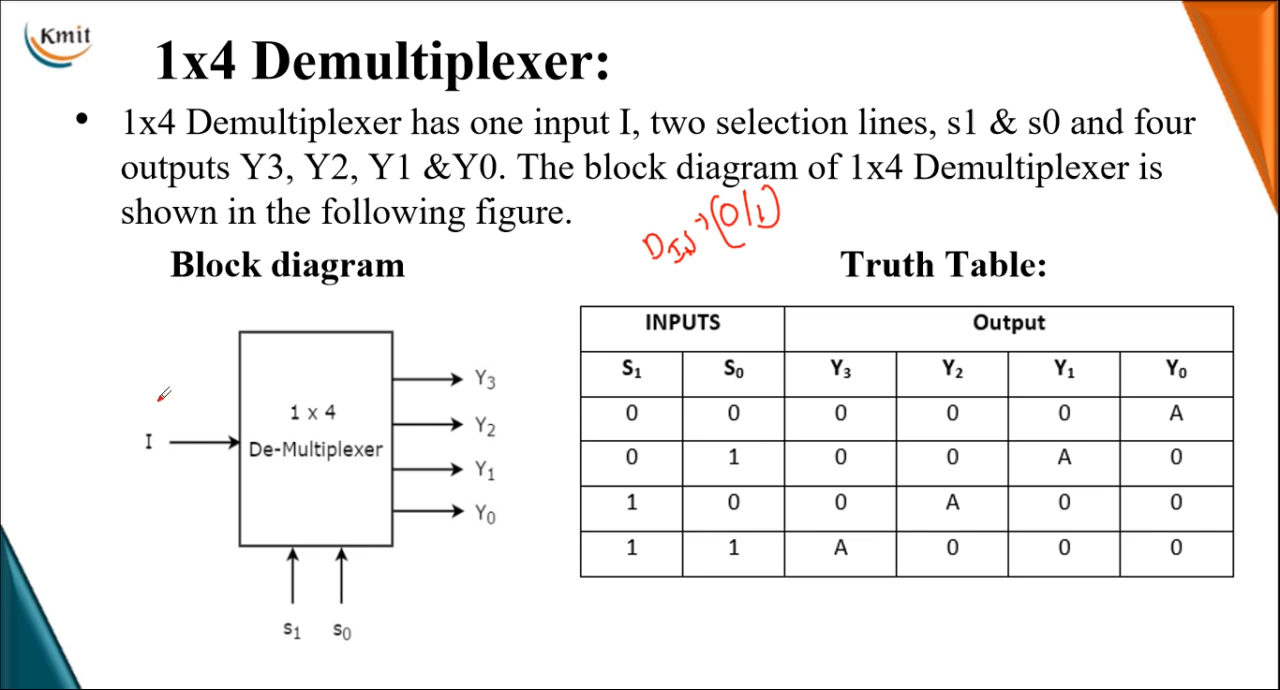 Kmit
1x4 Demultiplexer:
• 1x4 Demultiplexer has one input I, two selection lines, s1 & s0 and four
outputs Y3, Y2, Y1 &Y0. The block diagram of 1x4 Demultiplexer is
shown in the following figure.
DIN → (0/1)
Block diagram
Truth Table:
I
1 x 4
De-Multiplexer
Y3
Y2
Y1
Y0
S1 S0
INPUTS Output
S1 S0 Y3 Y2 Y1 Y0
0 0 0 0 0 A
0 1 0 0 A 0
1 0 0 A 0 0
1 1 A 0 0 0